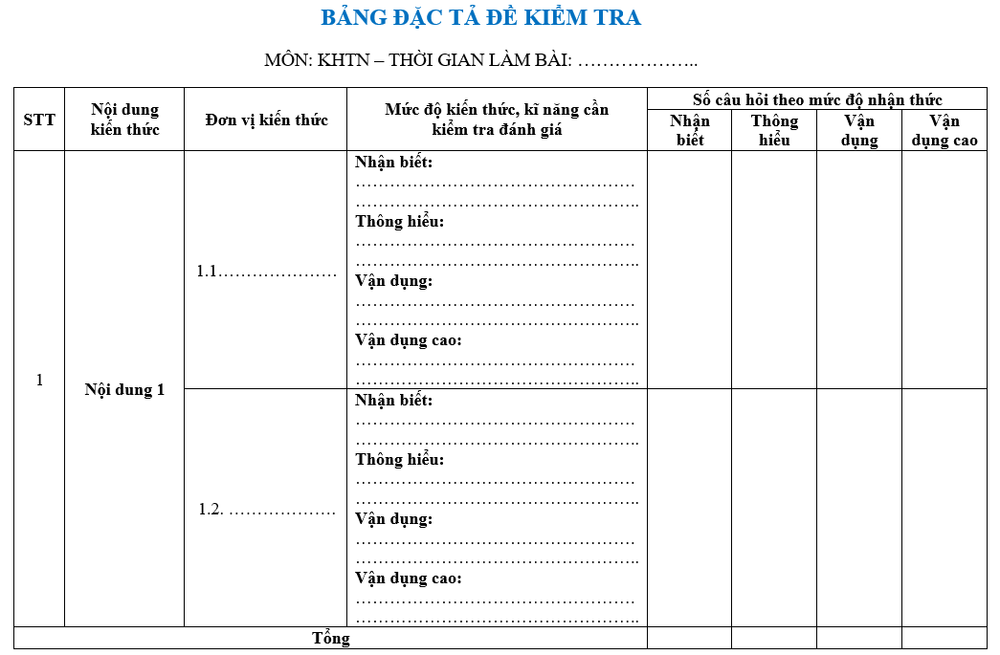 BẢNG ĐẶC TẢ ĐỀ KIỂM TRA
MÔN: KHTN – THỜI GIAN LÀM BÀI: ………………..
STT
Nội dung
kiến thức
Đơn vị kiến thức
Mức độ kiến thức, kĩ năng cần
kiểm tra đánh giá
Số câu hỏi theo mức độ nhận thức
Nhận
biết
Thông
hiểu
Vận
dụng
Vận
dụng cao
1
Nội dung 1
1.1…………………
Nhận biết:
………………………………………….
…………………………………………..
Thông hiểu:
………………………………………….
…………………………………………..
Vận dụng:
………………………………………….
…………………………………………..
Vận dụng cao:
………………………………………….
…………………………………………..
1.2. ……………….
Nhận biết:
………………………………………….
…………………………………………..
Thông hiểu:
………………………………………….
…………………………………………..
Vận dụng:
………………………………………….
…………………………………………..
Vận dụng cao:
………………………………………….
…………………………………………..
Tổng